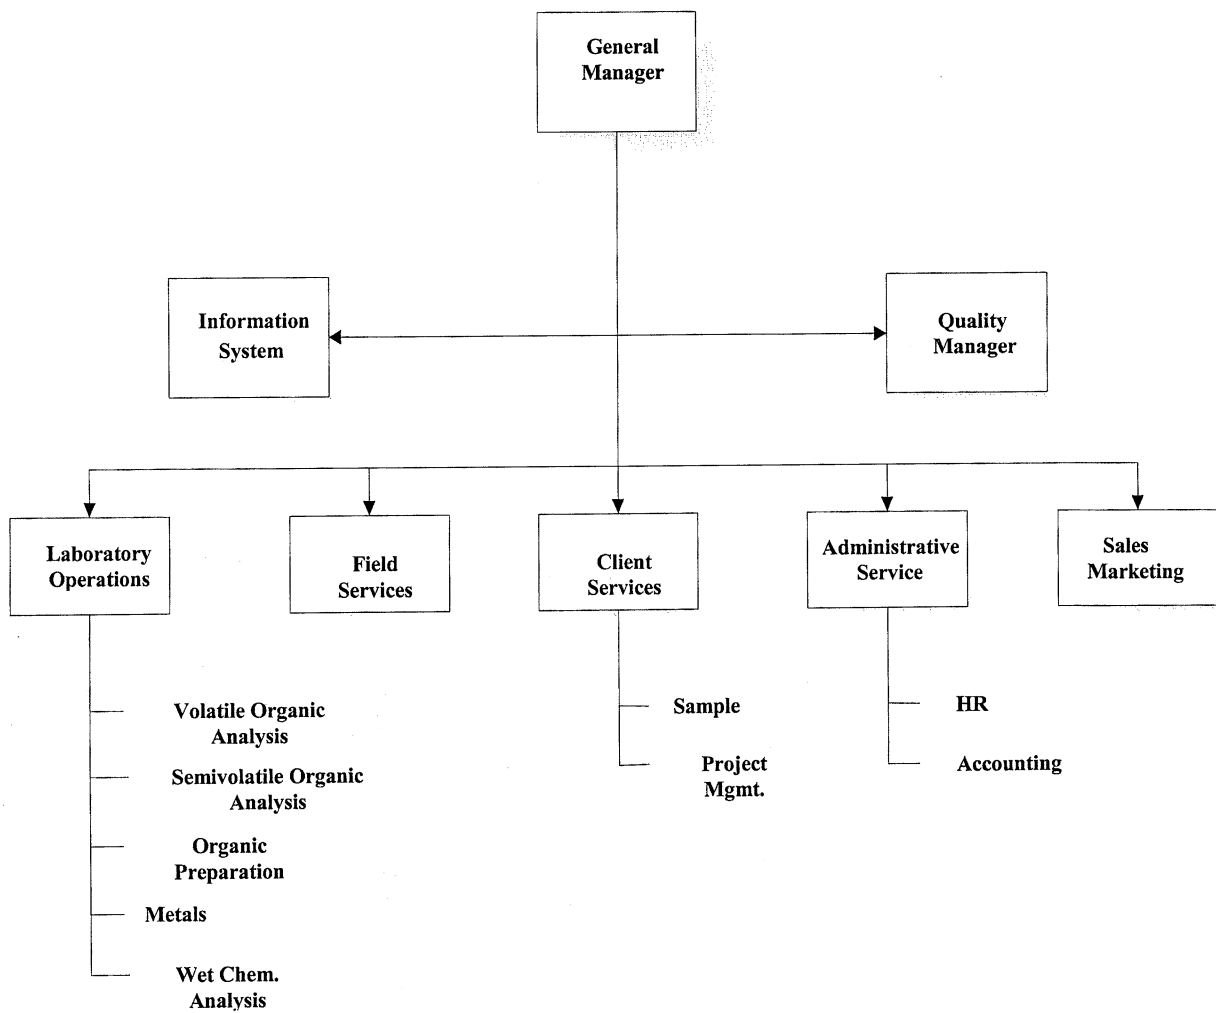 General
Manager
Information
System
Quality
Manager
Laboratory
Operations
Field
Services
Client
Services
Administrative
Service
Sales
Marketing
Volatile Organic
Analysis
Semivolatile Organic
Analysis
Organic
Preparation
Metals
Wet Chem.
Analysis
Sample
Project
Mgmt.
HR
Accounting